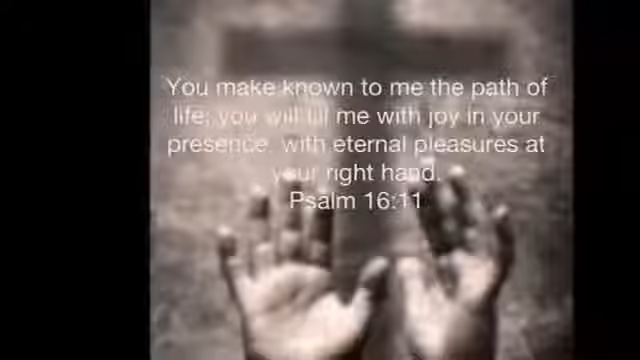 You make known to me the path of
life; you will fill me with joy in your
presence, with eternal pleasures at
your right hand.
Psalm 16:11